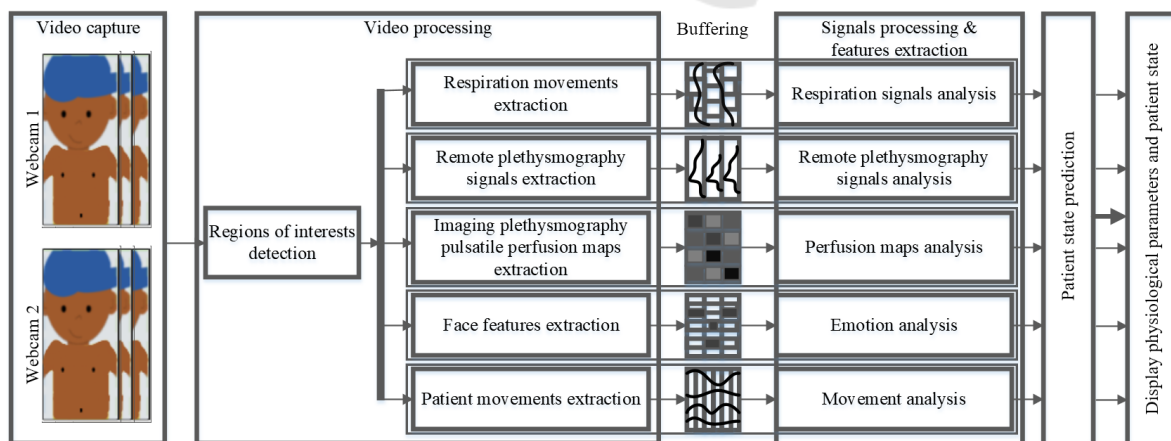 Video capture
Webcam 1
Webcam 2
Video processing
Regions of interests
detection
Respiration movements
extraction
Remote plethysmography
signals extraction
Imaging plethysmography
pulsatile perfusion maps
extraction
Face features extraction
Patient movements extraction
Buffering
Signals processing &
features extraction
Respiration signals analysis
Remote plethysmography
signals analysis
Perfusion maps analysis
Emotion analysis
Movement analysis
Patient state prediction
Display physiological parameters and patient state